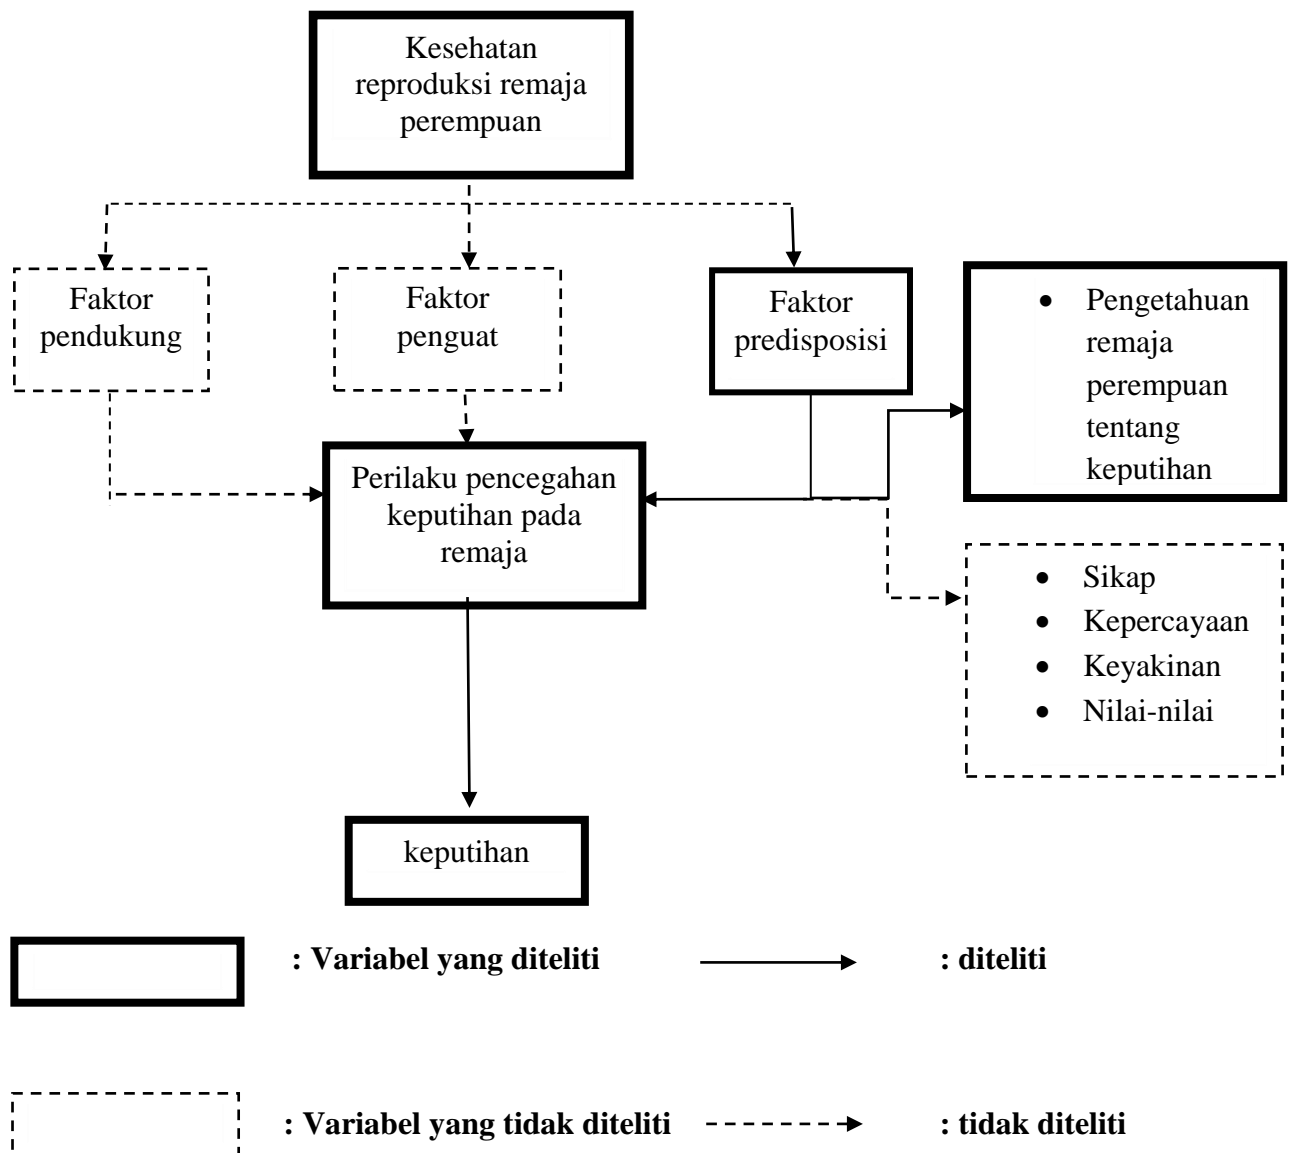 Kesehatan
reproduksi remaja
perempuan
Faktor
pendukung
Faktor
penguat
Faktor
predisposisi
• Pengetahuan
remaja
perempuan
tentang
keputihan
Perilaku pencegahan
keputihan pada
remaja
• Sikap
• Kepercayaan
• Keyakinan
• Nilai-nilai
keputihan
: Variabel yang diteliti
: diteliti
: Variabel yang tidak diteliti
: tidak diteliti